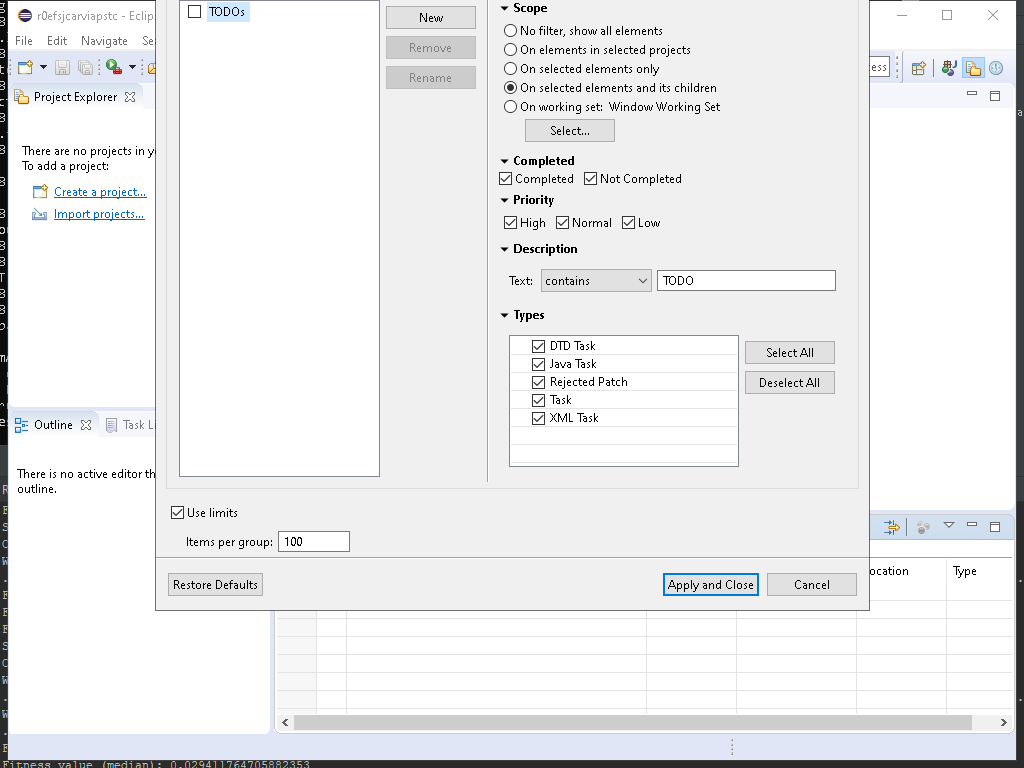 r0efsjcarviapstc - Eclip
File Edit Navigate Se
Project Explorer
There are no projects in y
To add a project:
Create a project...
Import projects...
Outline
Task Li
There is no active editor th
outline.
TODOs
New
Remove
Rename
Scope
No filter, show all elements
On elements in selected projects
On selected elements only
On selected elements and its children
On working set: Window Working Set
Select...
Completed
Completed Not Completed
Priority
High Normal Low
Description
Text: contains TODO
Types
DTD Task
Java Task
Rejected Patch
Task
XML Task
Select All
Deselect All
Use limits
Items per group: 100
Restore Defaults
Apply and Close
Cancel
ess
ocation
Type
Fitness value (median): 0.029411764705882353